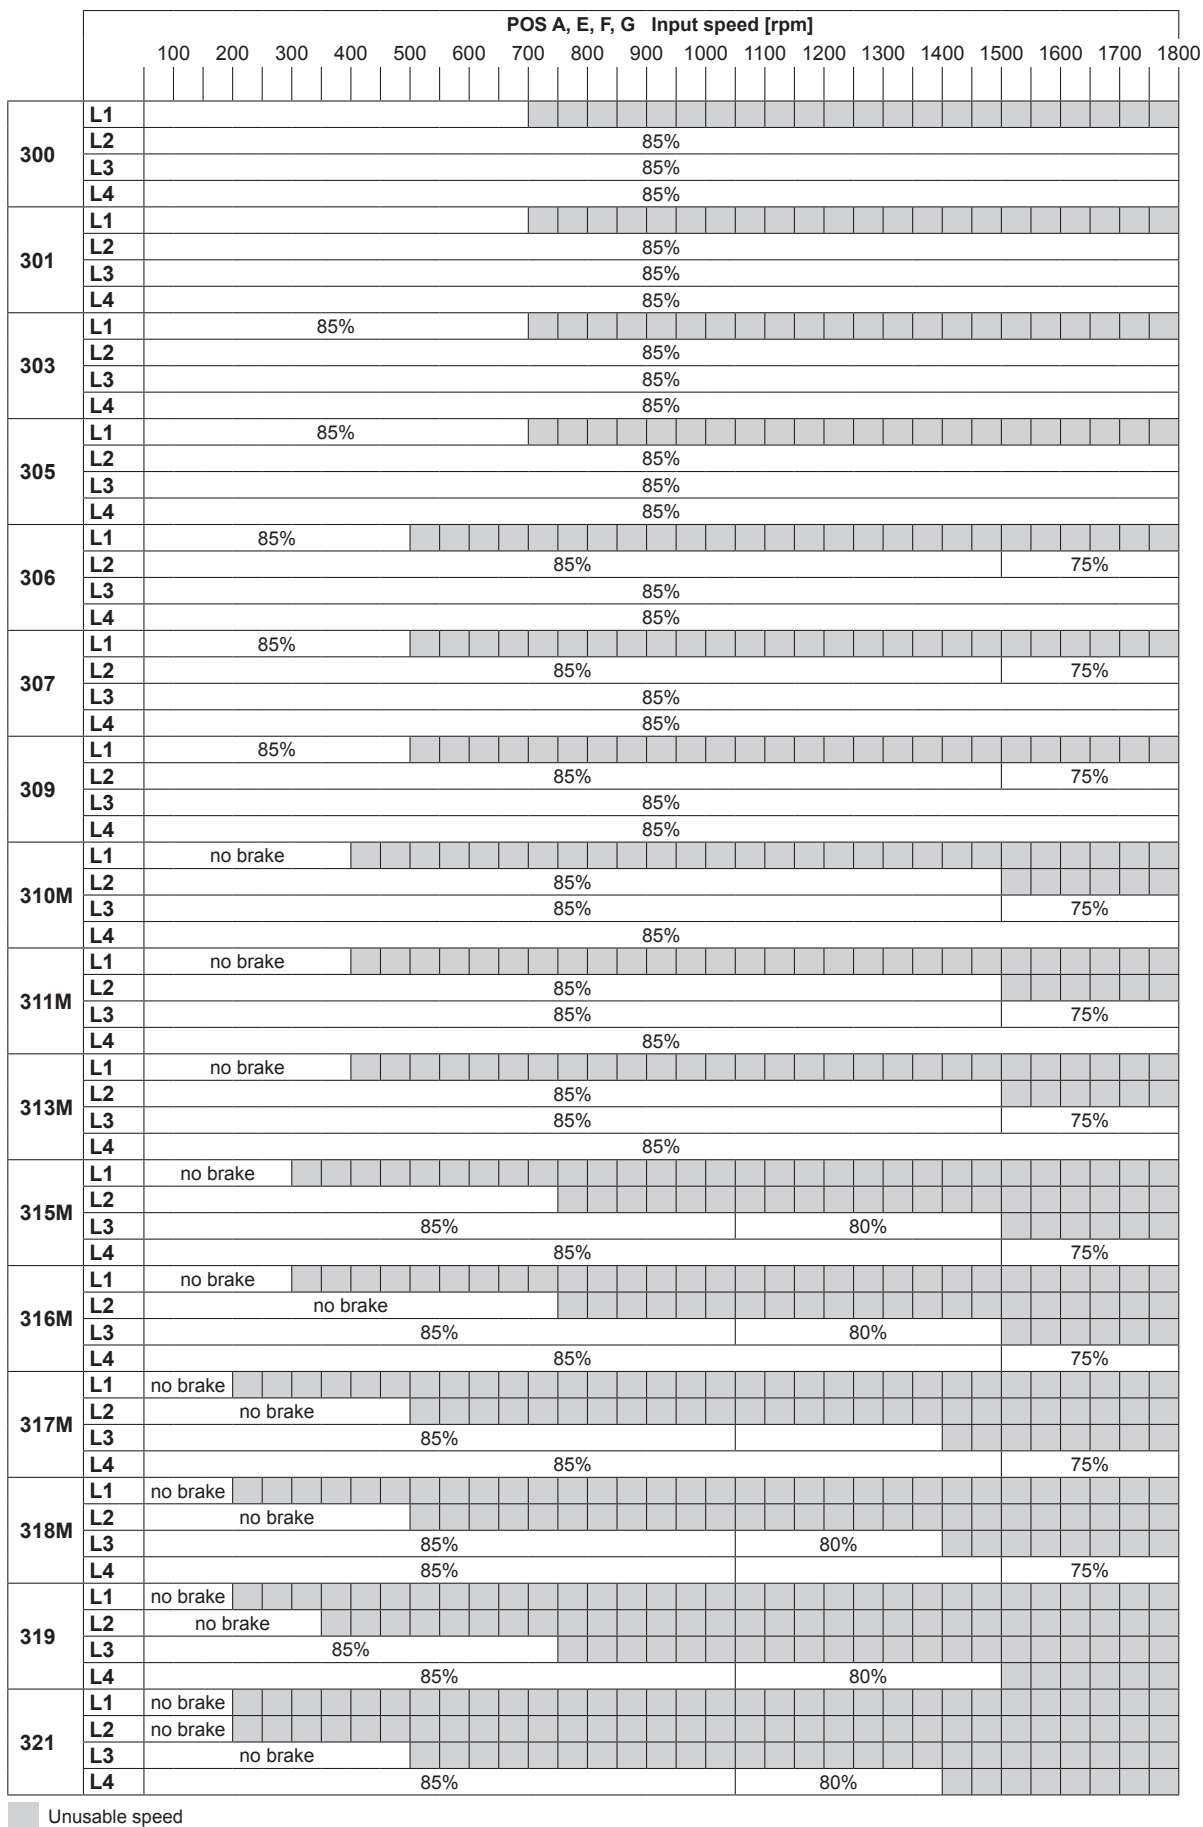 POS A, E, F, G Input speed [rpm]
100 200 300 400 500 600 700 800 900 1000 1100 1200 1300 1400 1500 1600 1700 1800
300
L1
L2 85%
L3 85%
L4 85%
301
L1
L2 85%
L3 85%
L4 85%
303
L1 85%
L2 85%
L3 85%
L4 85%
305
L1 85%
L2 85%
L3 85%
L4 85%
306
L1 85%
L2 85% 75%
L3 85%
L4 85%
307
L1 85%
L2 85% 75%
L3 85%
L4 85%
309
L1 85%
L2 85% 75%
L3 85%
L4 85%
310M
L1 no brake
L2 85%
L3 85% 75%
L4 85%
311M
L1 no brake
L2 85%
L3 85% 75%
L4 85%
313M
L1 no brake
L2 85%
L3 85% 75%
L4 85%
315M
L1 no brake
L2
L3 85% 80%
L4 85% 75%
316M
L1 no brake
L2 no brake
L3 85% 80%
L4 85% 75%
317M
L1 no brake
L2 no brake
L3 85%
L4 85% 75%
318M
L1 no brake
L2 no brake
L3 85% 80%
L4 85% 75%
319
L1 no brake
L2 no brake
L3 85%
L4 85% 80%
321
L1 no brake
L2 no brake
L3 no brake
L4 85% 80%
Unusable speed